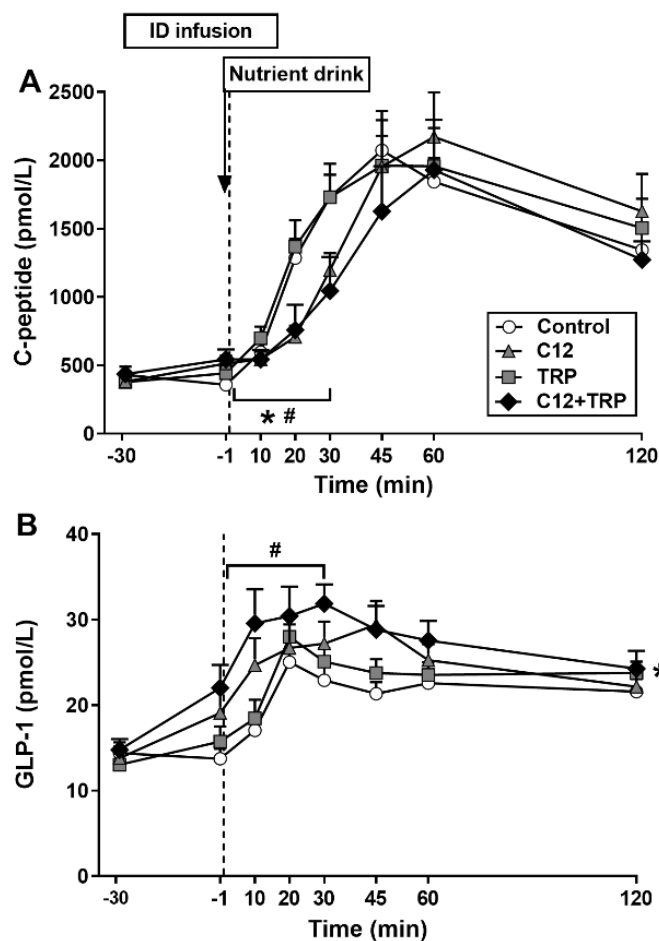 ID infusion
Nutrient drink
A
2500
2000
1500
1000
500
0
C-peptide (pmol/L)
Control
C12
TRP
C12+TRP
* #
-30 -1 10 20 30 45 60 120
Time (min)
B
40
30
20
10
0
GLP-1 (pmol/L)
#
*
-30 -1 10 20 30 45 60 120
Time (min)